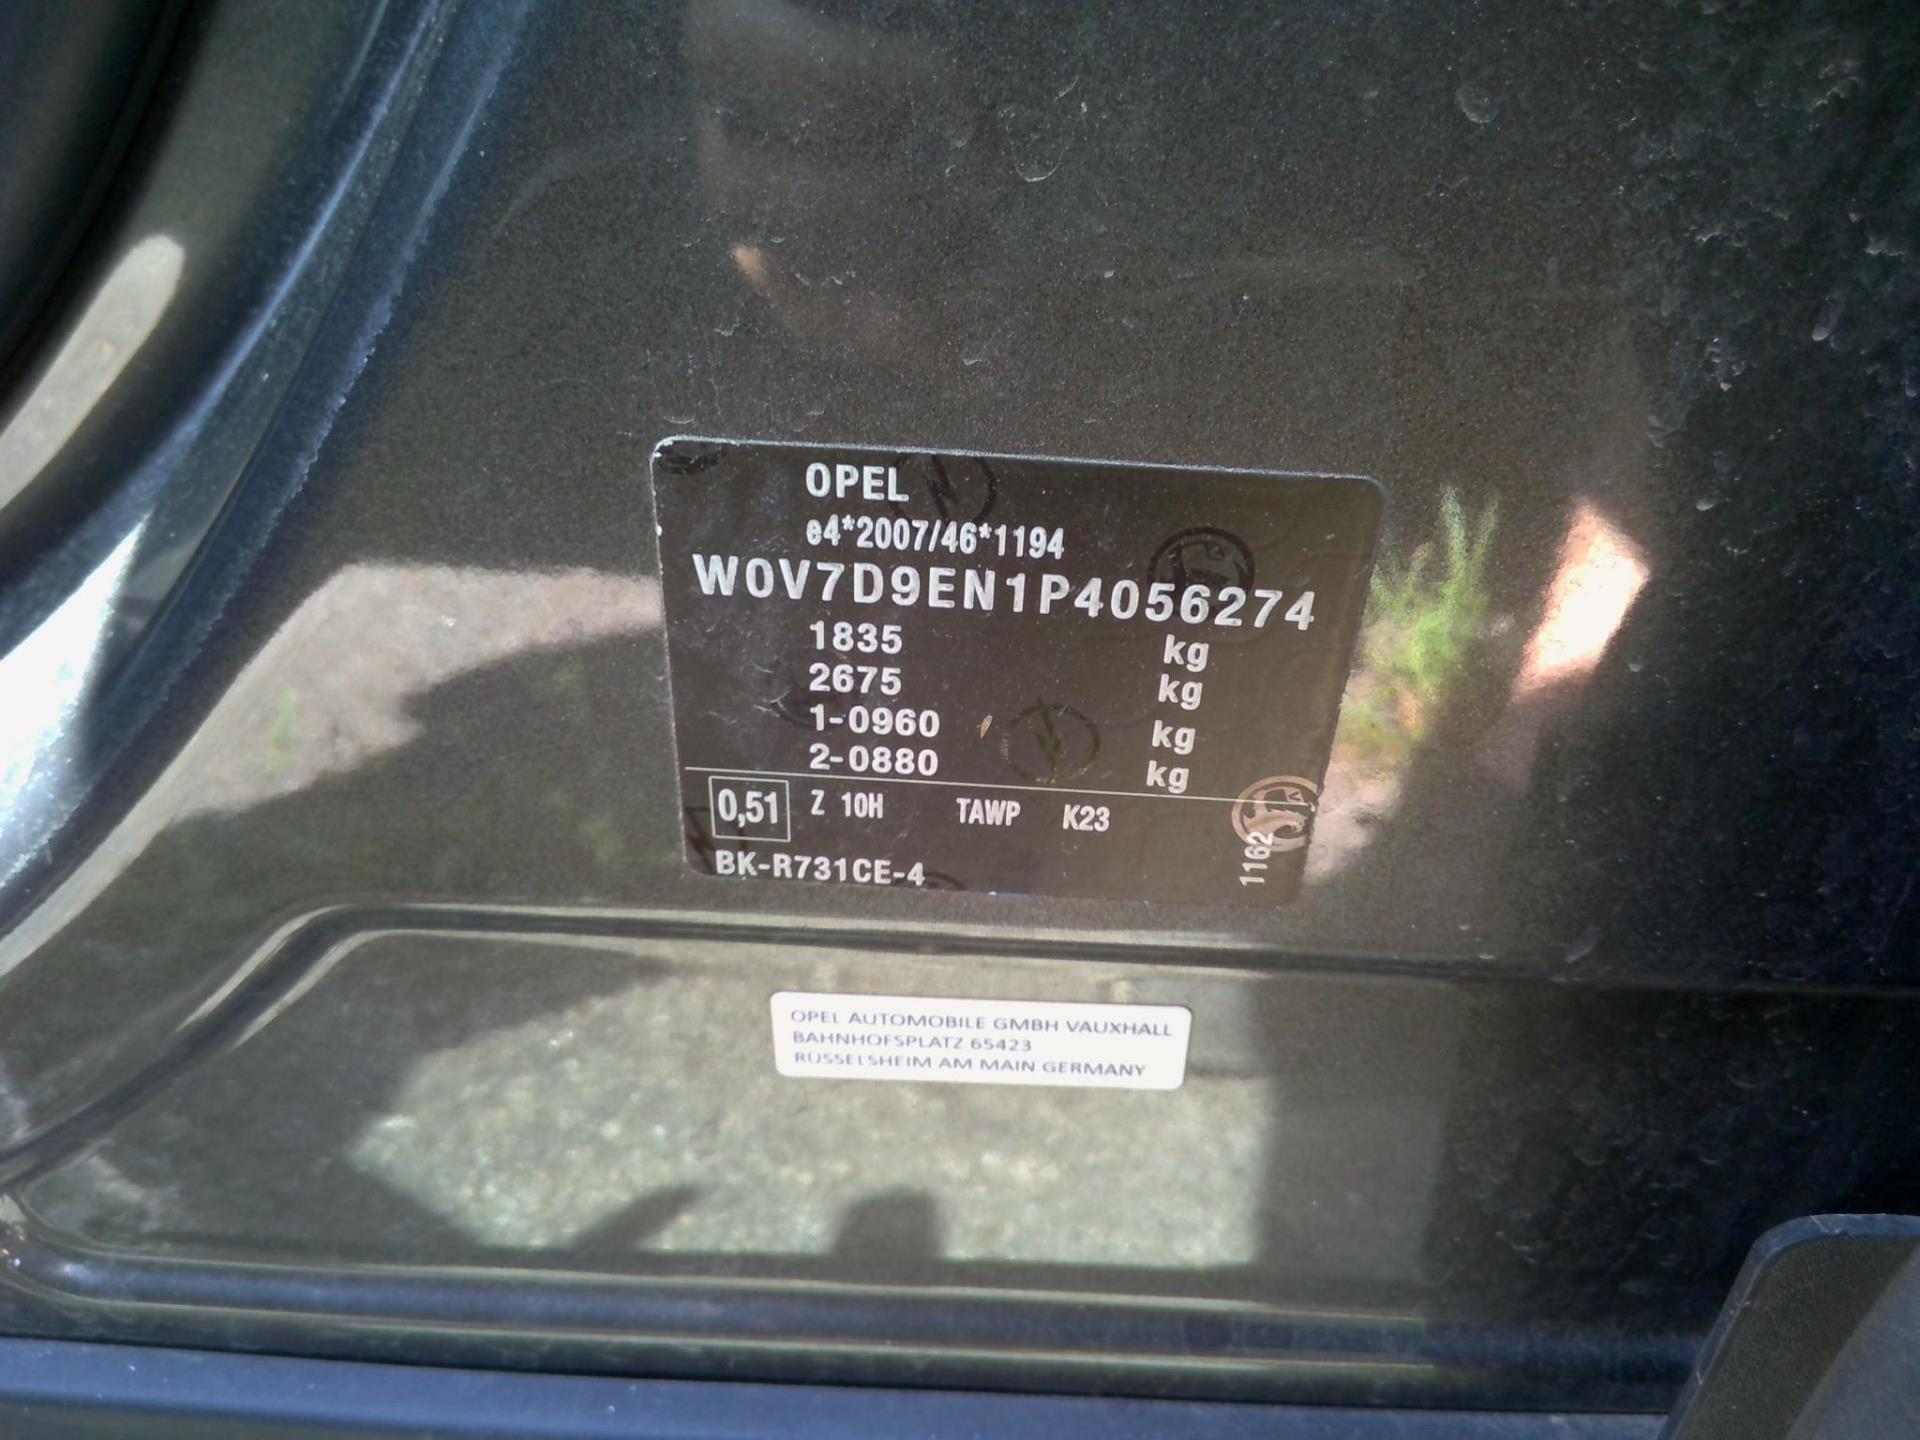 OPEL
e4*2007/46*1194
W0V7D9EN1P4056274
1835 kg
2675 kg
1-0960 kg
2-0880 kg
0,51 Z 10H TAWP K23
1162
BK-R731CE-4
OPEL AUTOMOBILE GMBH VAUXHALL
BAHNHOFSPLATZ 65423
RÜSSELSHEIM AM MAIN GERMANY